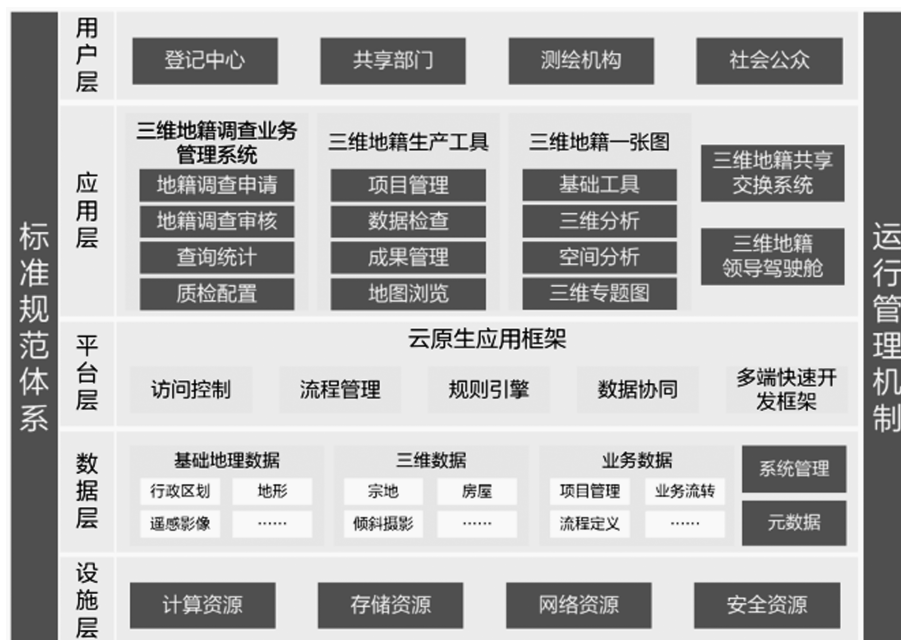 标准规范体系
用户层
登记中心
共享部门
测绘机构
社会公众
应用层
三维地籍调查业务
管理系统
地籍调查申请
地籍调查审核
查询统计
质检配置
三维地籍生产工具
项目管理
数据检查
成果管理
地图浏览
三维地籍一张图
基础工具
三维分析
空间分析
三维专题图
三维地籍共享
交换系统
三维地籍
领导驾驶舱
平台层
云原生应用框架
访问控制
流程管理
规则引擎
数据协同
多端快速开
发框架
数据层
基础地理数据
行政区划
地形
遥感影像
……
三维数据
宗地
房屋
倾斜摄影
……
业务数据
项目管理
业务流转
流程定义
……
系统管理
元数据
设施层
计算资源
存储资源
网络资源
安全资源
运行管理机制